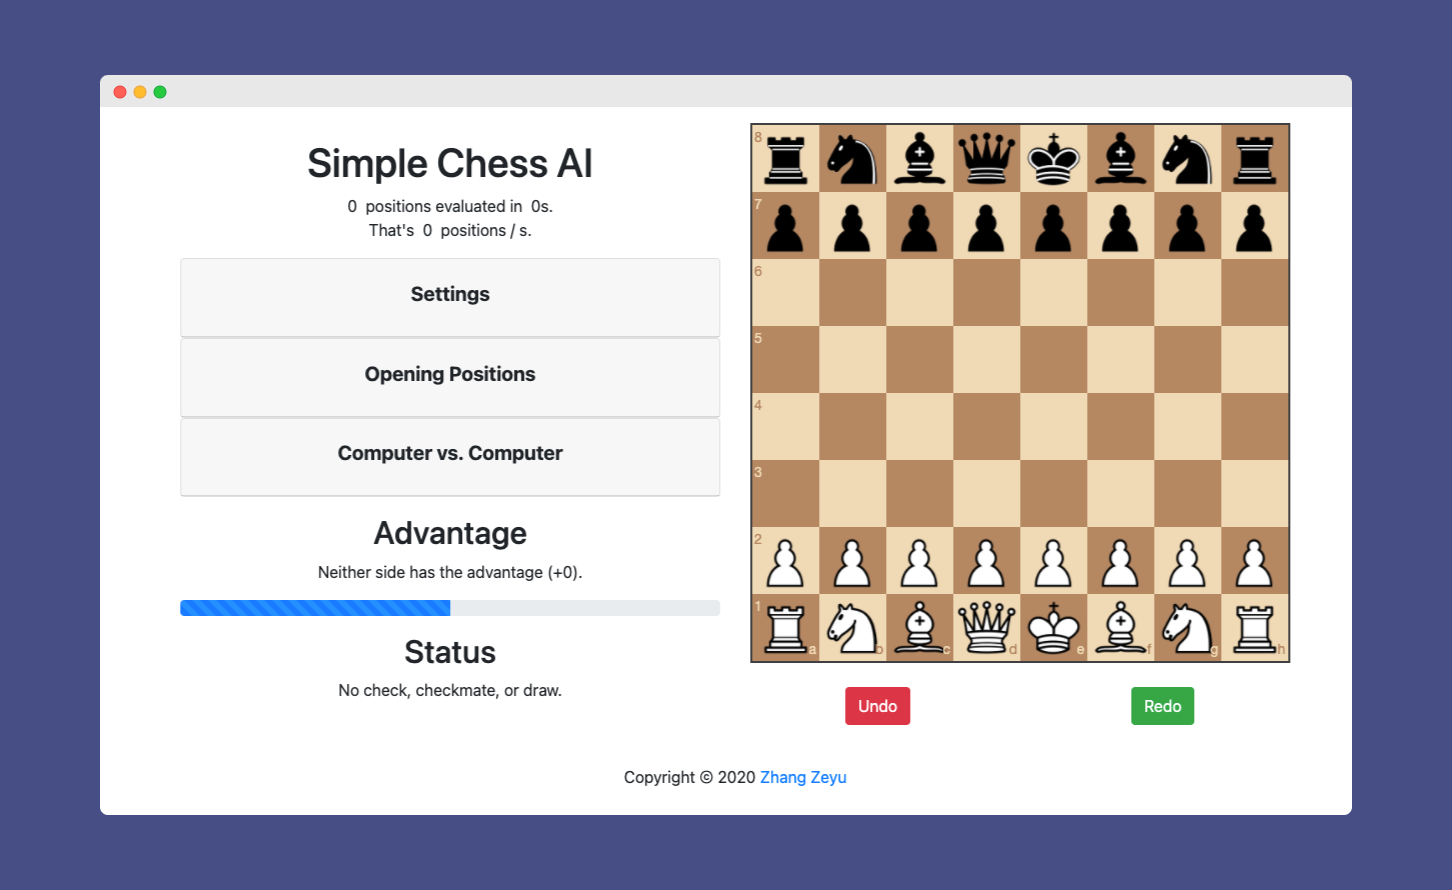 Simple Chess AI
0 positions evaluated in 0s.
That's 0 positions / s.
Settings
Opening Positions
Computer vs. Computer
Advantage
Neither side has the advantage (+0).
Status
No check, checkmate, or draw.
8
7
6
5
4
3
2
1
a b c d e f g h
Undo Redo
Copyright © 2020 Zhang Zeyu